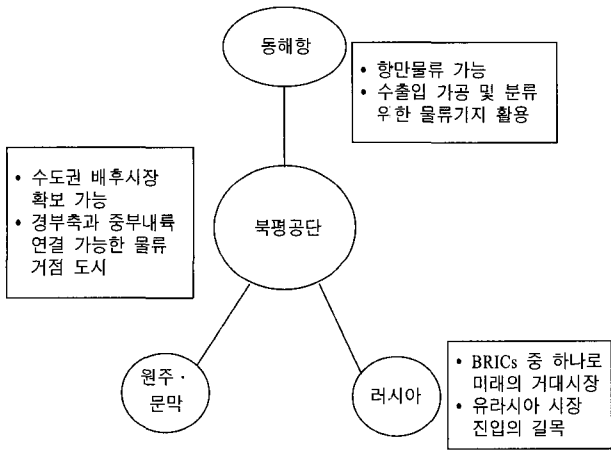 동해항
• 항만물류 가능
• 수출입 가공 및 분류
위한 물류기지 활용
• 수도권 배후시장
확보 가능
• 경부축과 중부내륙
연결 가능한 물류
거점 도시
북평공단
원주 ·
문막
러시아
• BRICs 중 하나로
미래의 거대시장
• 유라시아 시장
진입의 길목